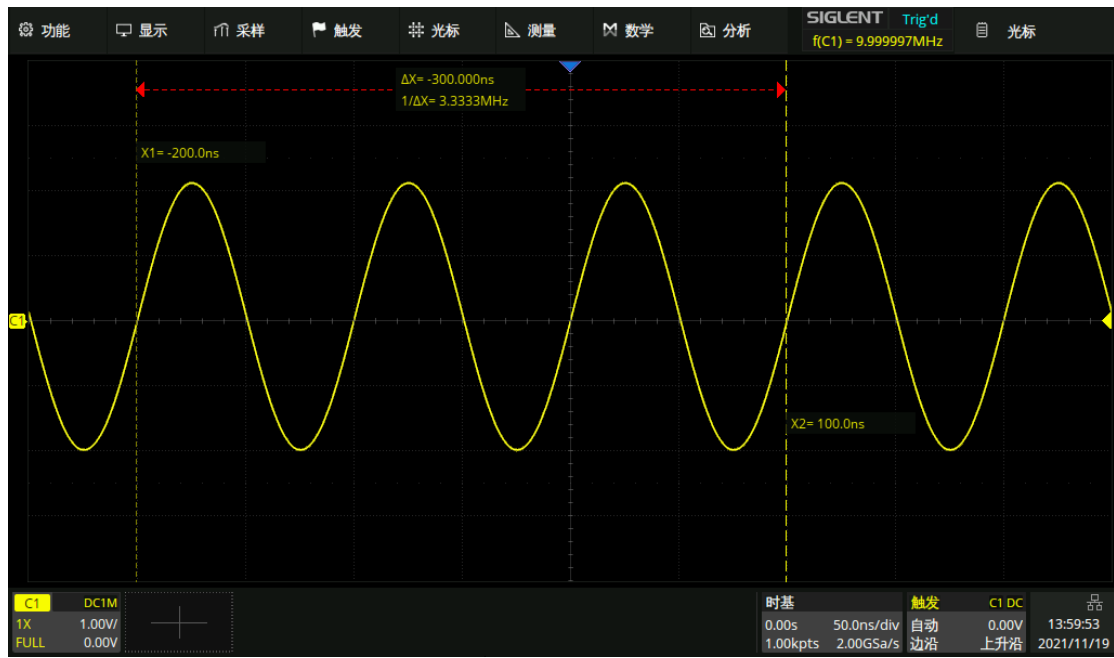 功能 显示 采样 触发 光标 测量 数学 分析 SIGLENT Trig'd
f(C1) = 9.999997MHz
光标
ΔX= -300.000ns
1/ΔX= 3.3333MHz
X1= -200.0ns
C1
X2= 100.0ns
C1 DC1M
1X 1.00V/
FULL 0.00V
时基
0.00s 50.0ns/div
1.00kpts 2.00GSa/s
触发 C1 DC
自动 0.00V
边沿 上升沿
13:59:53
2021/11/19